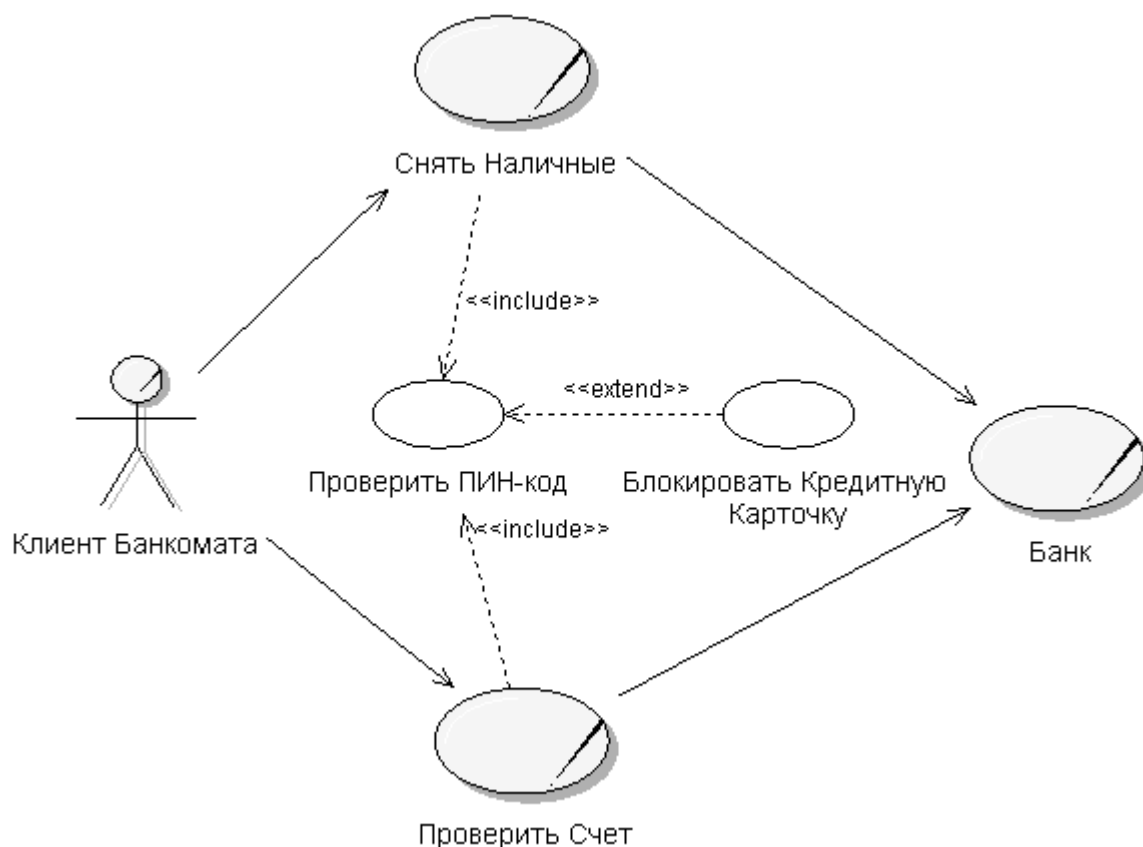 Снять Наличные
<<include>>
<<extend>>
Проверить ПИН-код
Блокировать Кредитную
Карточку
<<include>>
Клиент Банкомата
Банк
Проверить Счет